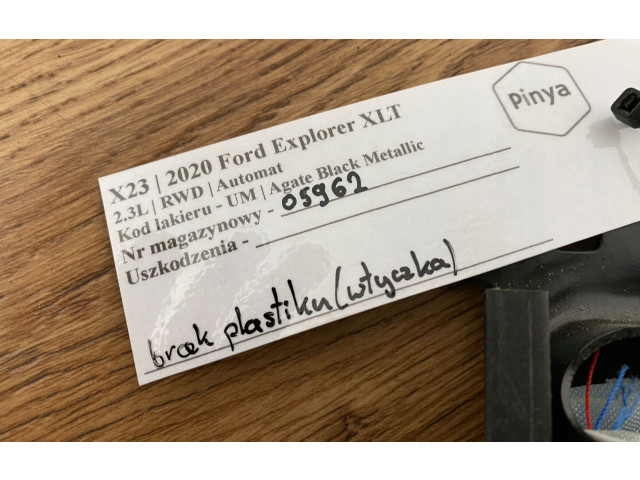 Pinya
X23 | 2020 Ford Explorer XLT
2.3L | RWD | Automat
Kod lakieru - UM | Agate Black Metallic
Nr magazynowy - 05962
Uszkodzenia -
brak plastiku (wtyczka)